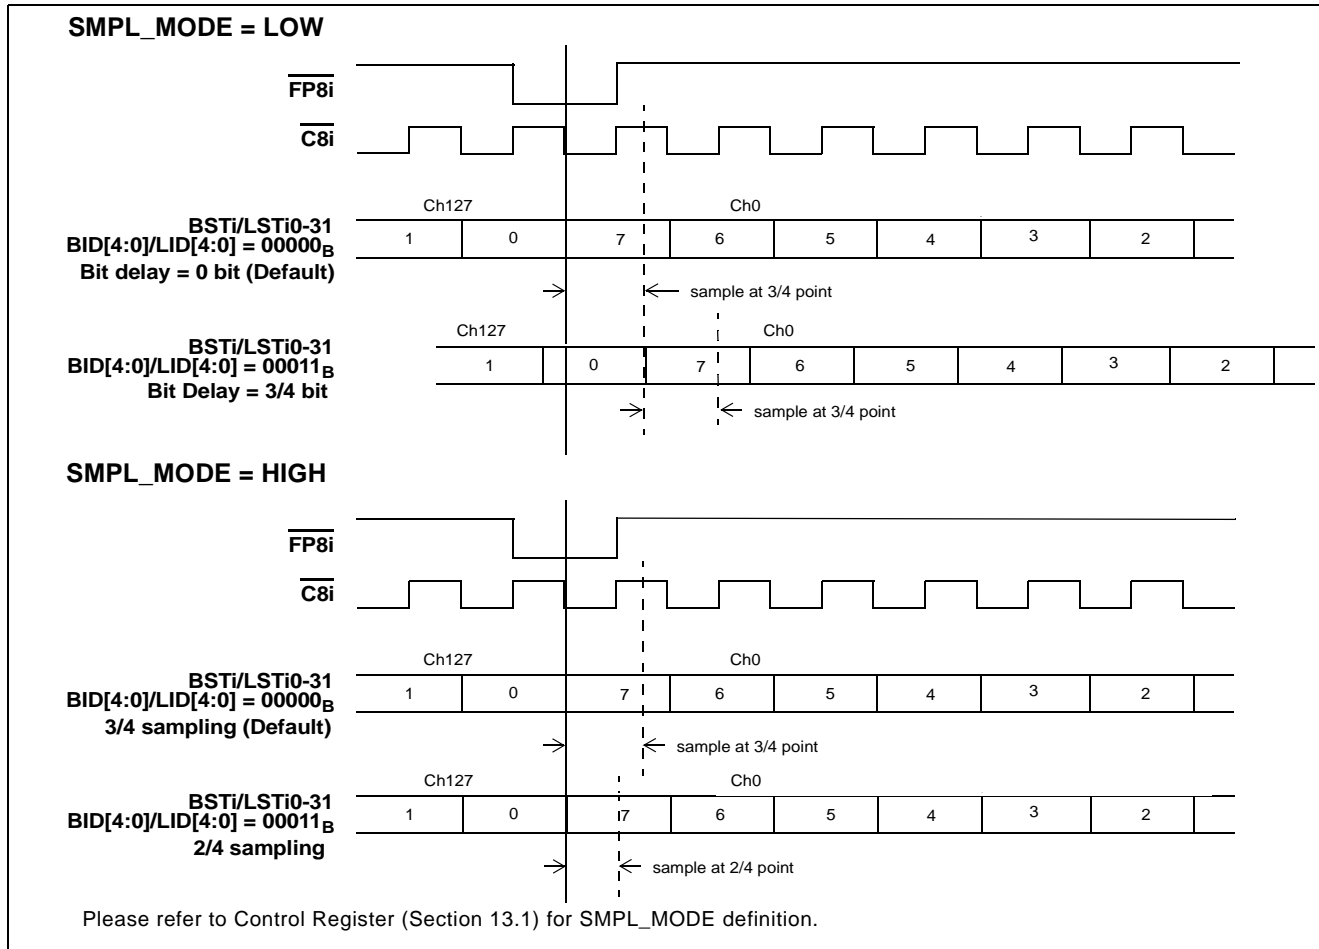 SMPL_MODE = LOW
FP8i
C8i
Ch127 Ch0
BSTi/LSTi0-31
BID[4:0]/LID[4:0] = 00000B
Bit delay = 0 bit (Default)
1 0 7 6 5 4 3 2
sample at 3/4 point
Ch127 Ch0
BSTi/LSTi0-31
BID[4:0]/LID[4:0] = 00011B
Bit Delay = 3/4 bit
1 0 7 6 5 4 3 2
sample at 3/4 point
SMPL_MODE = HIGH
FP8i
C8i
Ch127 Ch0
BSTi/LSTi0-31
BID[4:0]/LID[4:0] = 00000B
3/4 sampling (Default)
1 0 7 6 5 4 3 2
sample at 3/4 point
Ch127 Ch0
BSTi/LSTi0-31
BID[4:0]/LID[4:0] = 00011B
2/4 sampling
1 0 7 6 5 4 3 2
sample at 2/4 point
Please refer to Control Register (Section 13.1) for SMPL_MODE definition.